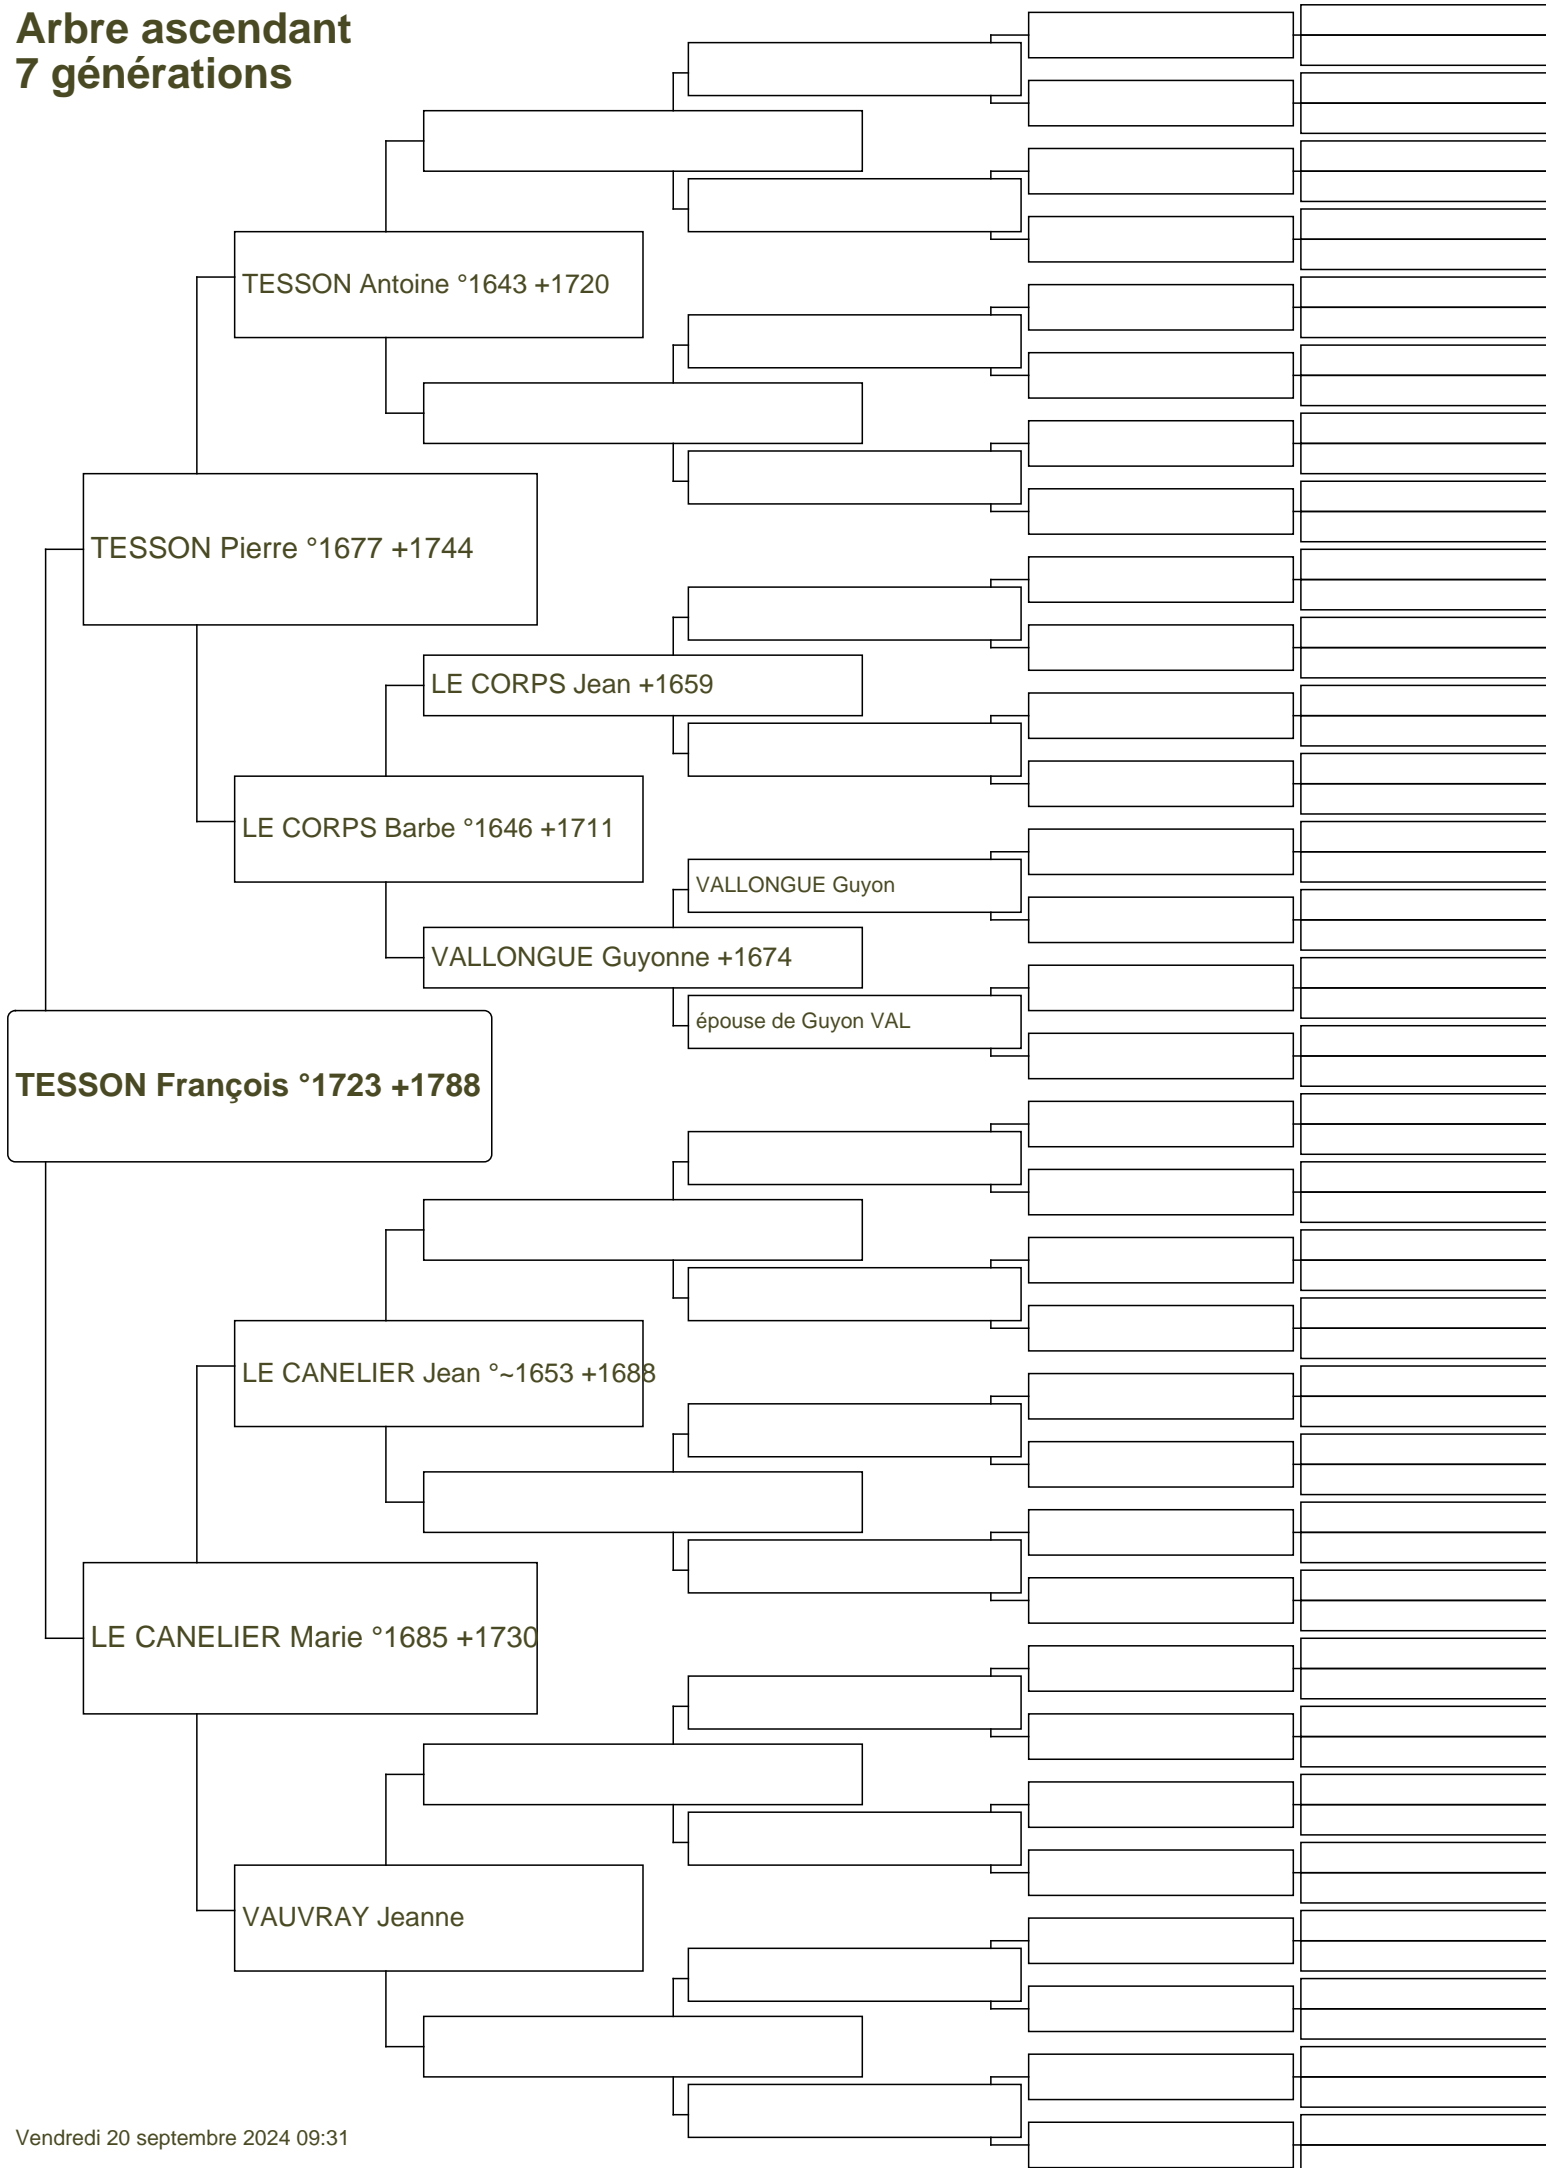 Arbre ascendant
7 générations
TESSON Antoine °1643 +1720
TESSON Pierre °1677 +1744
LE CORPS Jean +1659
LE CORPS Barbe °1646 +1711
VALLONGUE Guyon
VALLONGUE Guyonne +1674
épouse de Guyon VAL
TESSON François °1723 +1788
LE CANELIER Jean °~1653 +1688
LE CANELIER Marie °1685 +1730
VAUVRAY Jeanne
Vendredi 20 septembre 2024 09:31